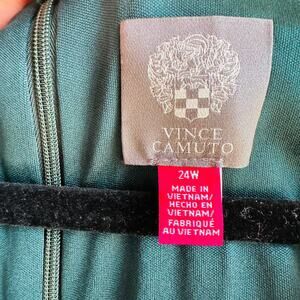 VINCE
CAMUTO
24W
MADE IN
VIETNAM/
HECHO EN
VIETNAM/
FABRIQUÉ
AU VIETNAM